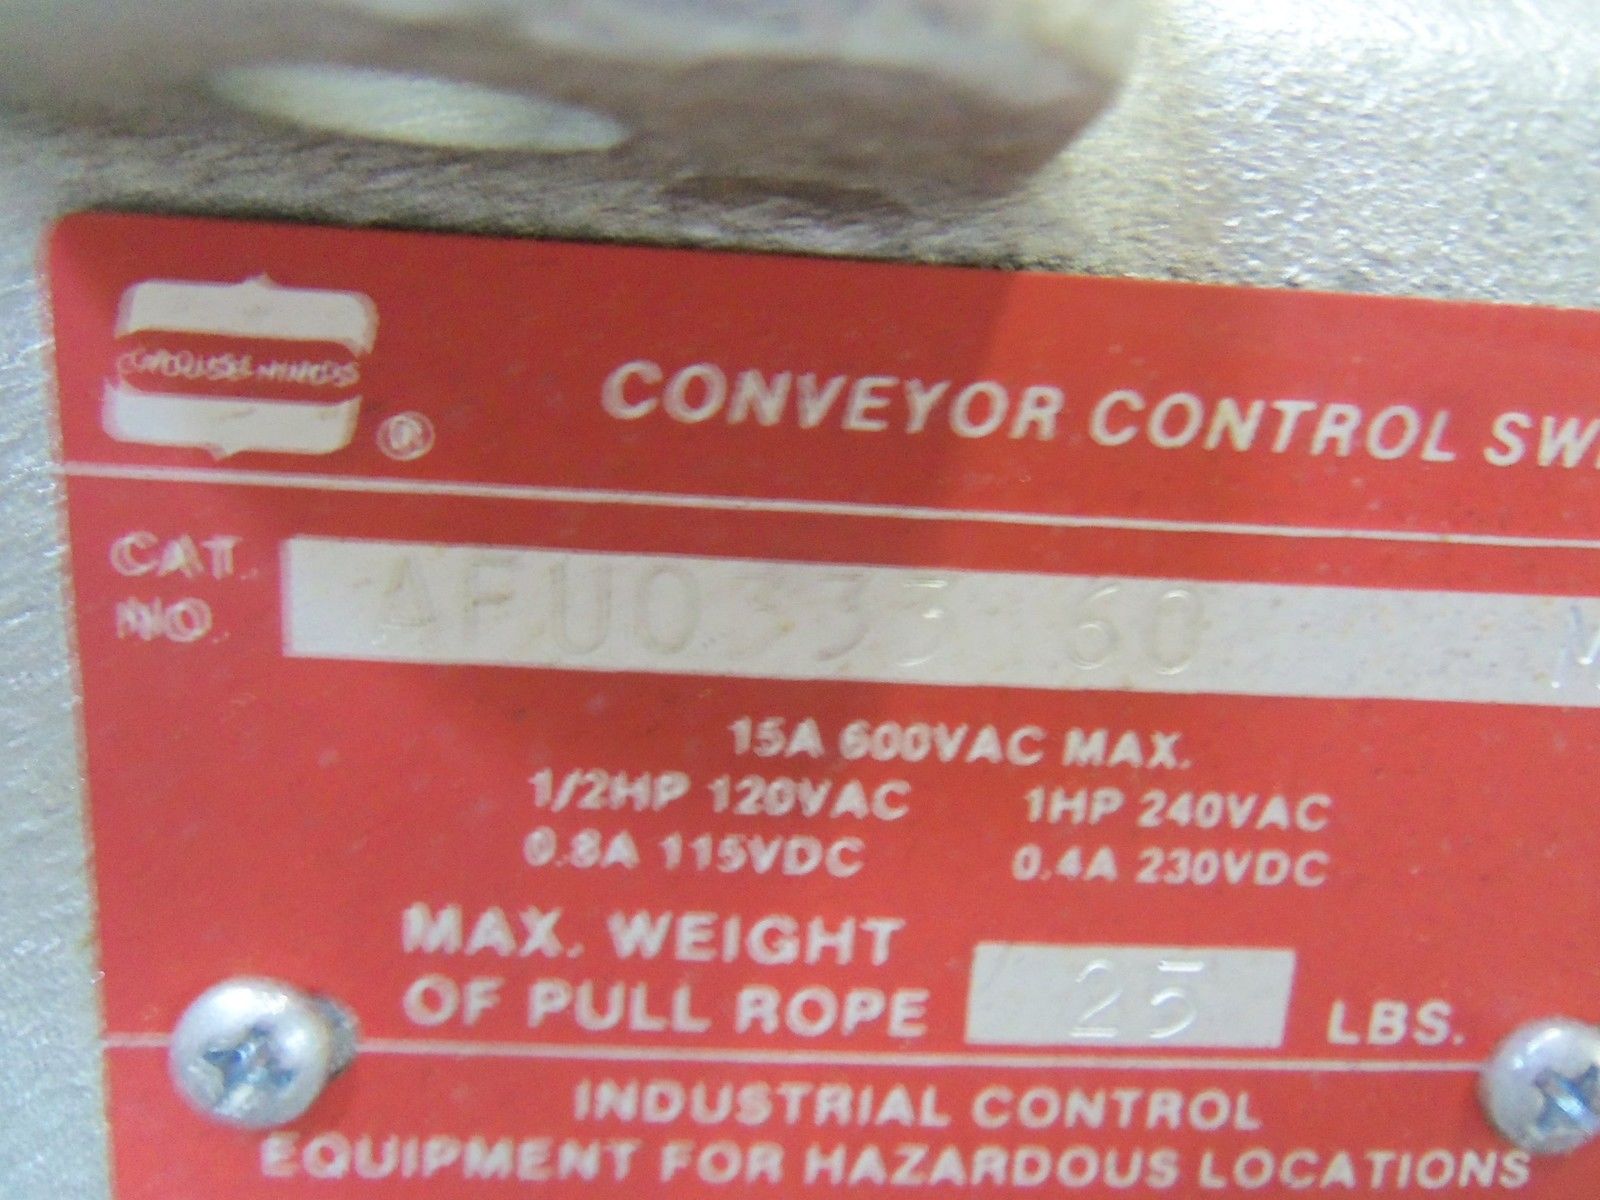 CROUSE-HINDS
®
CONVEYOR CONTROL SW
CAT. NO. AFU0333 60
15A 600VAC MAX.
1/2HP 120VAC 1HP 240VAC
0.8A 115VDC 0.4A 230VDC
MAX. WEIGHT
OF PULL ROPE 25 LBS.
INDUSTRIAL CONTROL
EQUIPMENT FOR HAZARDOUS LOCATIONS